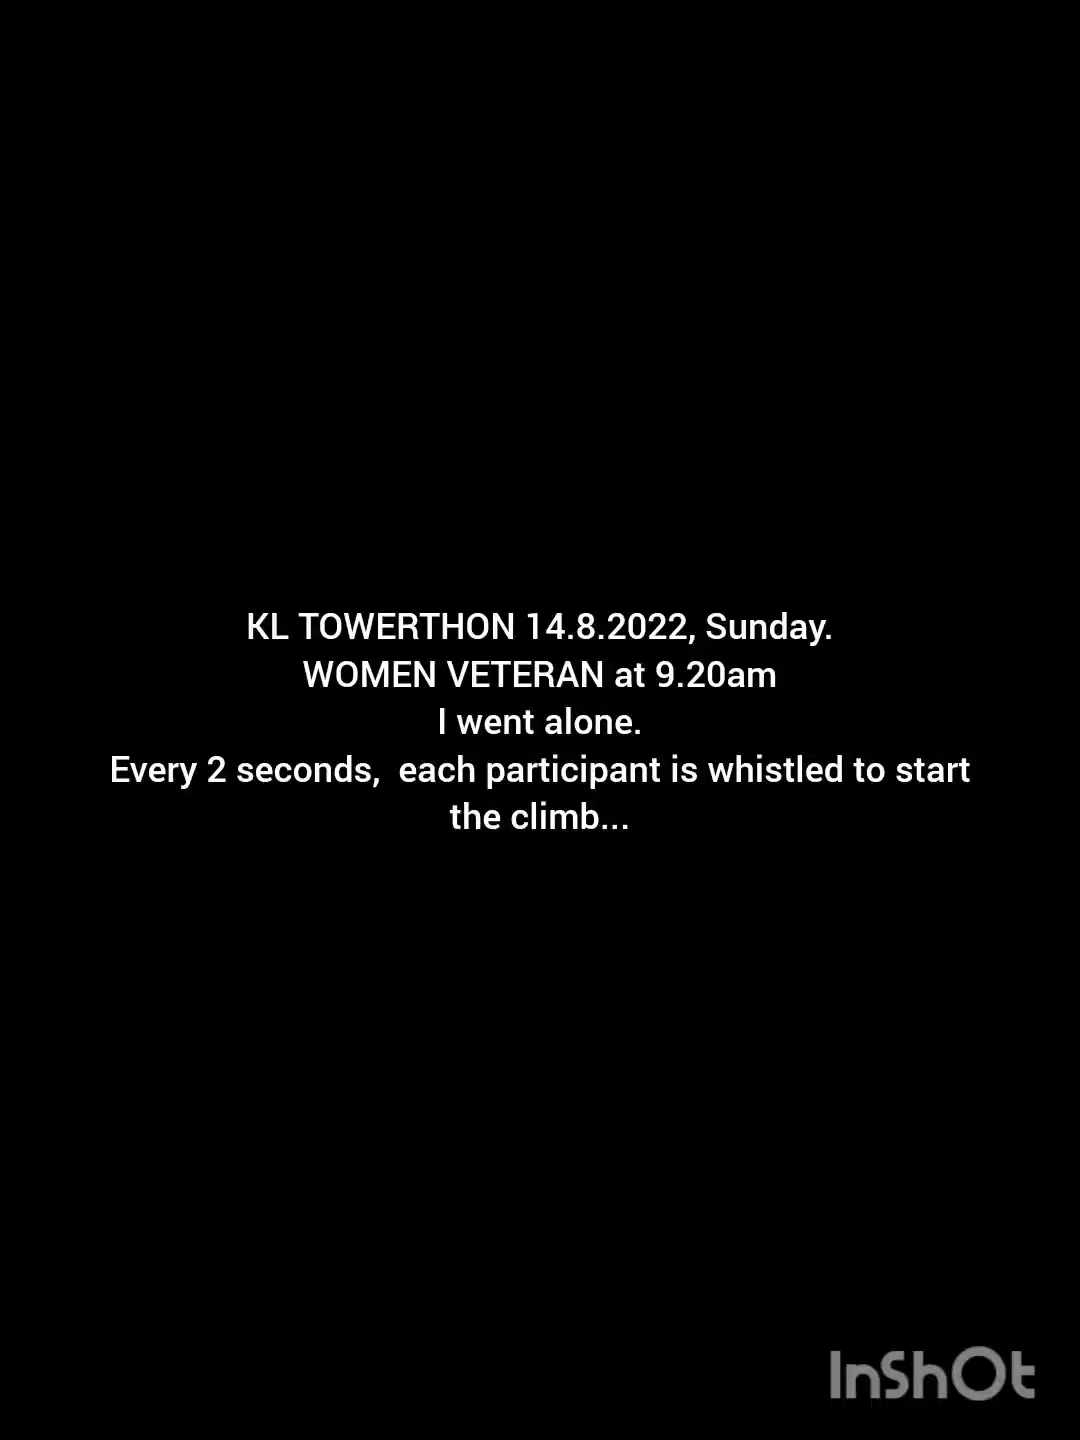 KL TOWERTHON 14.8.2022, Sunday.
WOMEN VETERAN at 9.20am
I went alone.
Every 2 seconds,  each participant is whistled to start
the climb...
InShOt